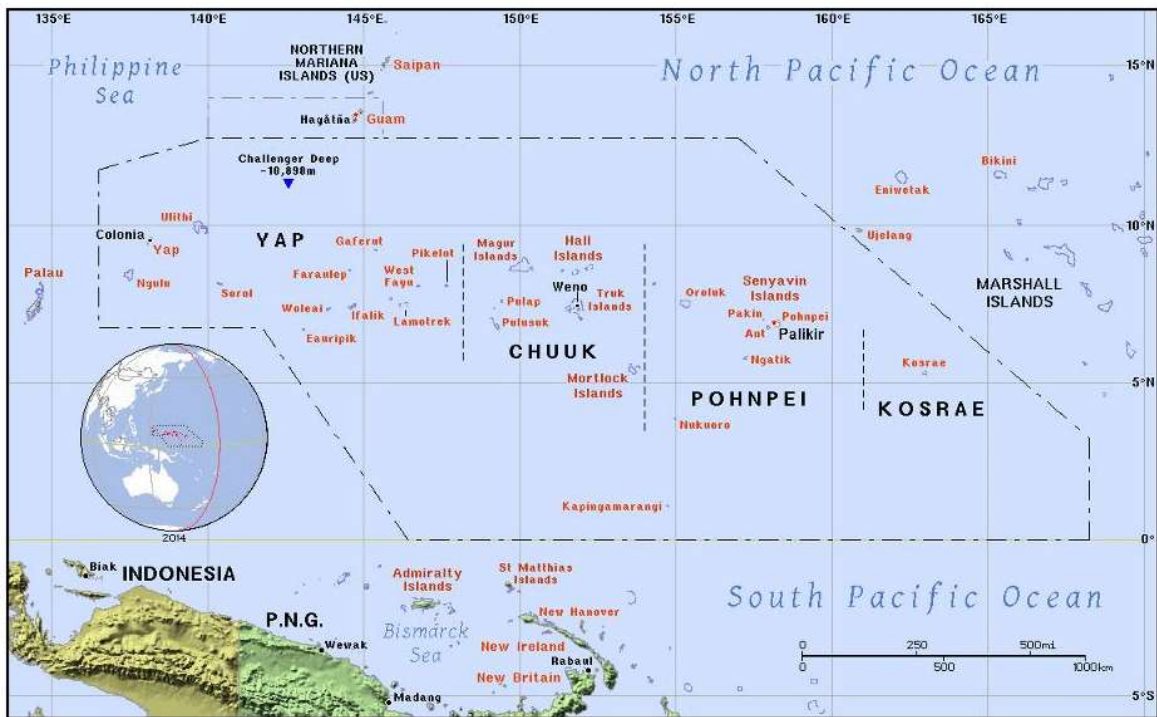 135°E 140°E 145°E 150°E 155°E 160°E 165°E
Philippine
Sea
NORTHERN
MARIANA
ISLANDS (US)
Saipan
North Pacific Ocean
15°N
Hagåtña
Guam
Challenger Deep
-10,898m
Bikini
Eniwetak
Ulithi
10°N
Colonia
Yap
YAP
Gaferut
Pikelot
Magur
Islands
Hall
Islands
Ujelang
Palau
Ngulu
Sorol
Faraulep
West
Fayu
Weno
Truk
Islands
Oroluk
Senyavin
Islands
MARSHALL
ISLANDS
Woleai
Ifalik
Lamotrek
Pulap
Pulusuk
Pakin
Pohnpei
Ant
Palikir
Eauripik
CHUUK
Ngatik
Kosrae
Mortlock
Islands
5°N
POHNPEI
KOSRAE
Nukuoro
Kapingamarangi
2014
0°
Biak
INDONESIA
Admiralty
Islands
St Matthias
Islands
South Pacific Ocean
P.N.G.
New Hanover
Bismarck
Sea
Wewak
New Ireland
Rabaul
0 250 500mi
0 500 1000km
New Britain
Madang
5°S